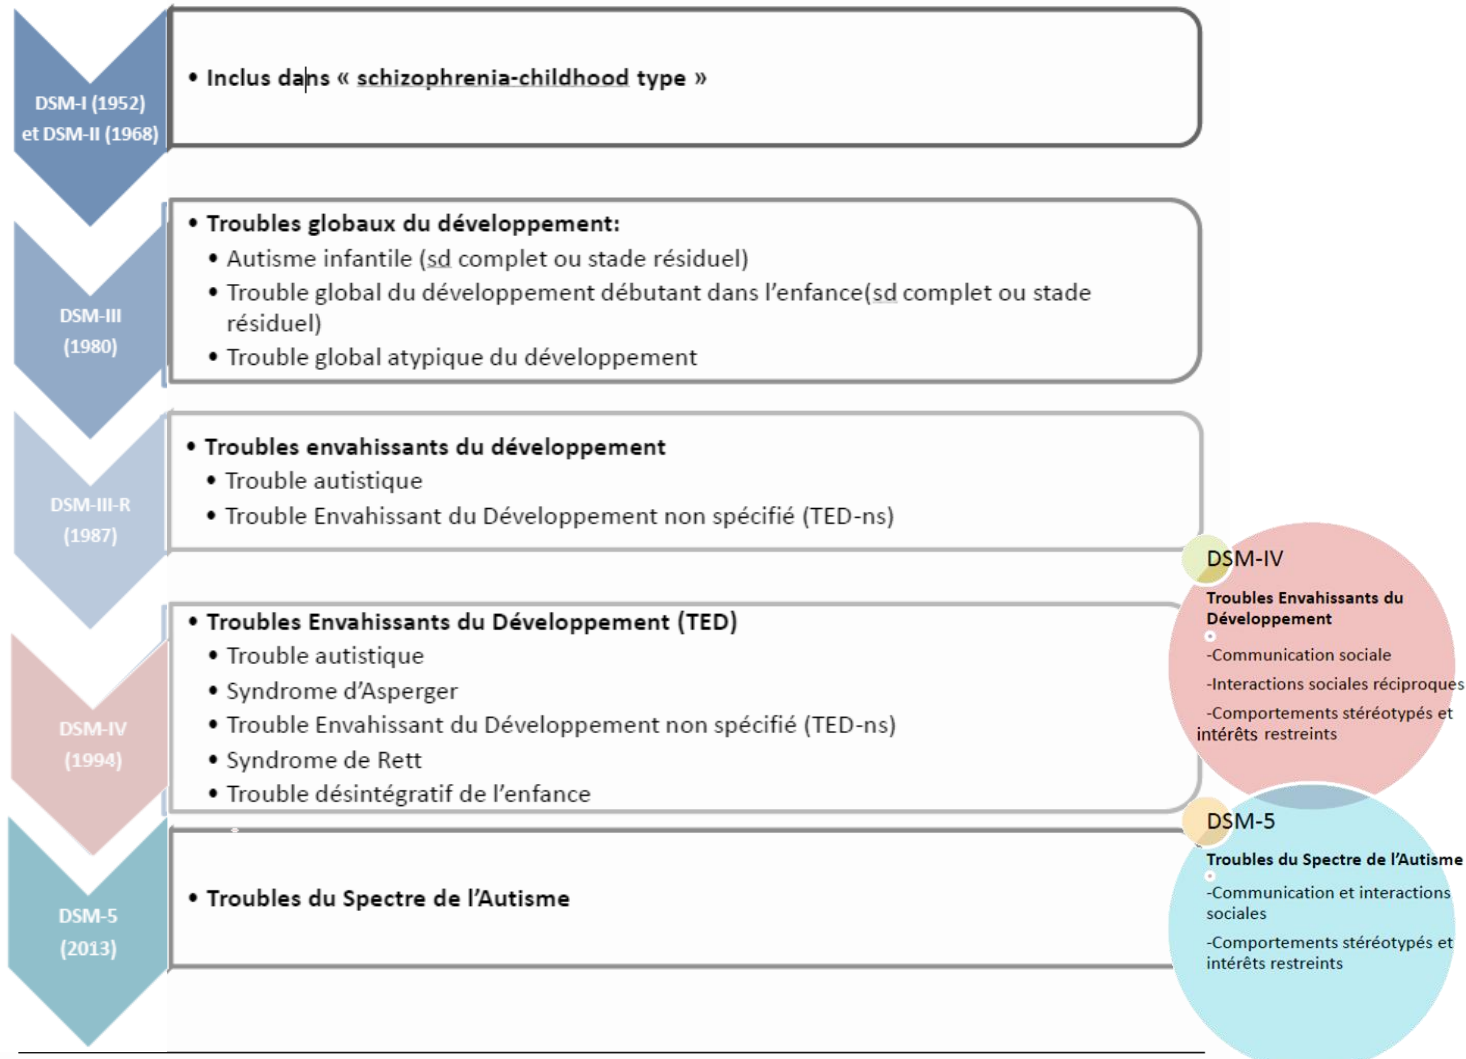 DSM-I (1952)
et DSM-II (1968)
• Inclus dans « schizophrenia-childhood type »
DSM-III
(1980)
• Troubles globaux du développement:
• Autisme infantile (sd complet ou stade résiduel)
• Trouble global du développement débutant dans l’enfance(sd complet ou stade
résiduel)
• Trouble global atypique du développement
DSM-III-R
(1987)
• Troubles envahissants du développement
• Trouble autistique
• Trouble Envahissant du Développement non spécifié (TED-ns)
DSM-IV
(1994)
• Troubles Envahissants du Développement (TED)
• Trouble autistique
• Syndrome d’Asperger
• Trouble Envahissant du Développement non spécifié (TED-ns)
• Syndrome de Rett
• Trouble désintégratif de l’enfance
DSM-IV
Troubles Envahissants du
Développement
-Communication sociale
-Interactions sociales réciproques
-Comportements stéréotypés et
intérêts restreints
DSM-5
(2013)
• Troubles du Spectre de l’Autisme
DSM-5
Troubles du Spectre de l’Autisme
-Communication et interactions
sociales
-Comportements stéréotypés et
intérêts restreints